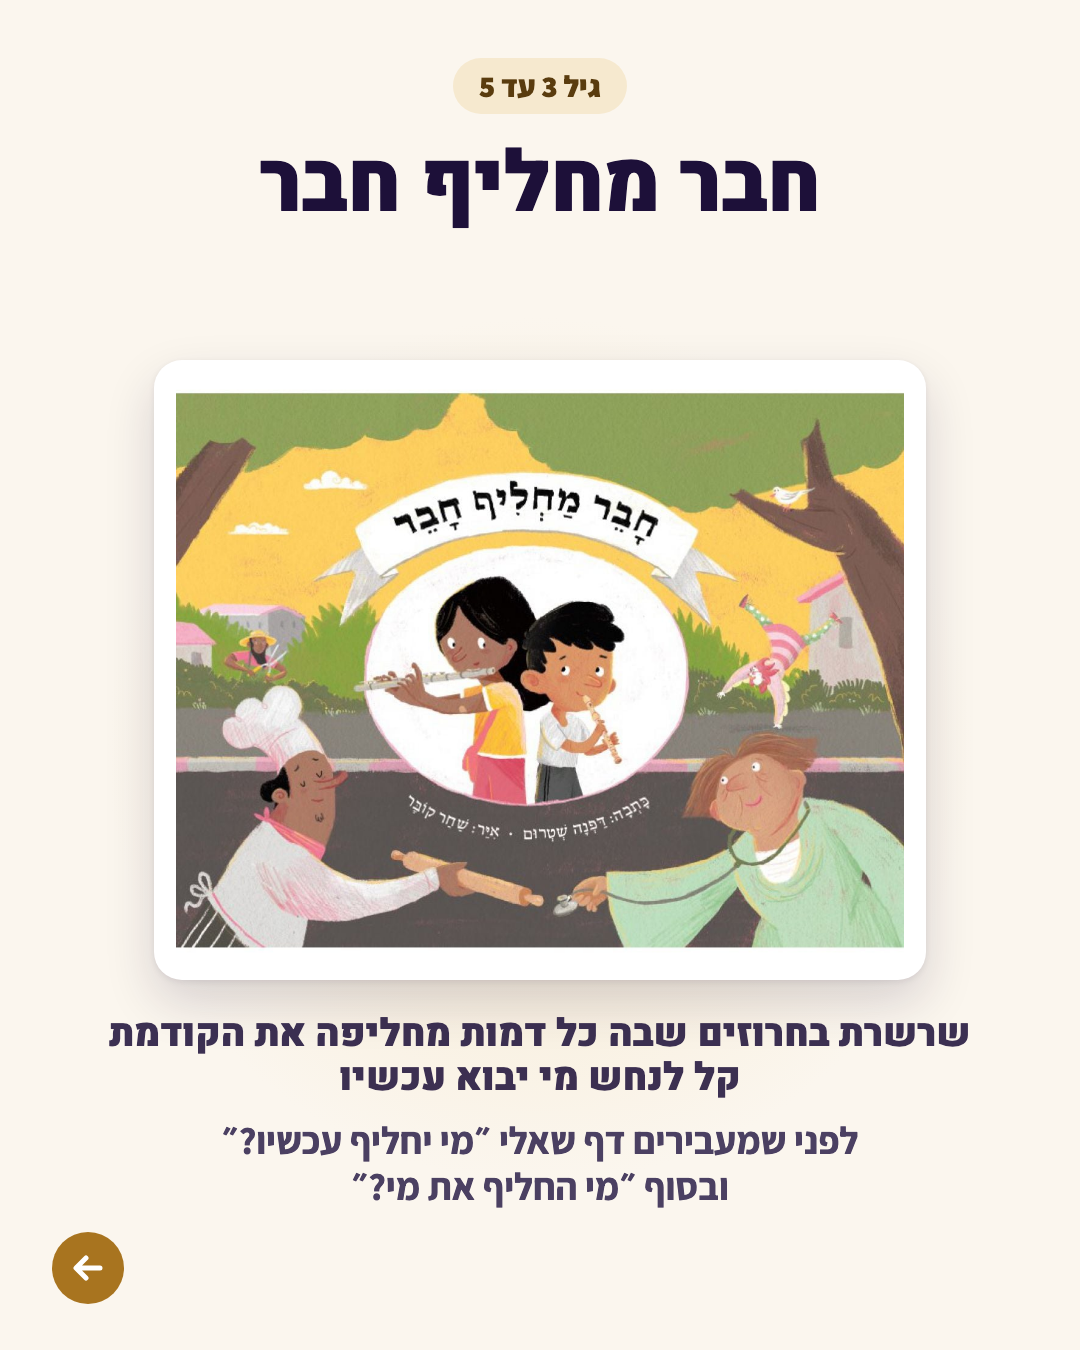 גיל 3 עד 5
חבר מחליף חבר
חָבֵר מַחְלִיף חָבֵר
כָּתְבָה: דַּפְנָה שְׁטְרוּם · אִיֵּר: שַׁחַר קוֹבֶּר
שרשרת בחרוזים שבה כל דמות מחליפה את הקודמת
קל לנחש מי יבוא עכשיו
לפני שמעבירים דף שאלי ״מי יחליף עכשיו?״
ובסוף ״מי החליף את מי?״